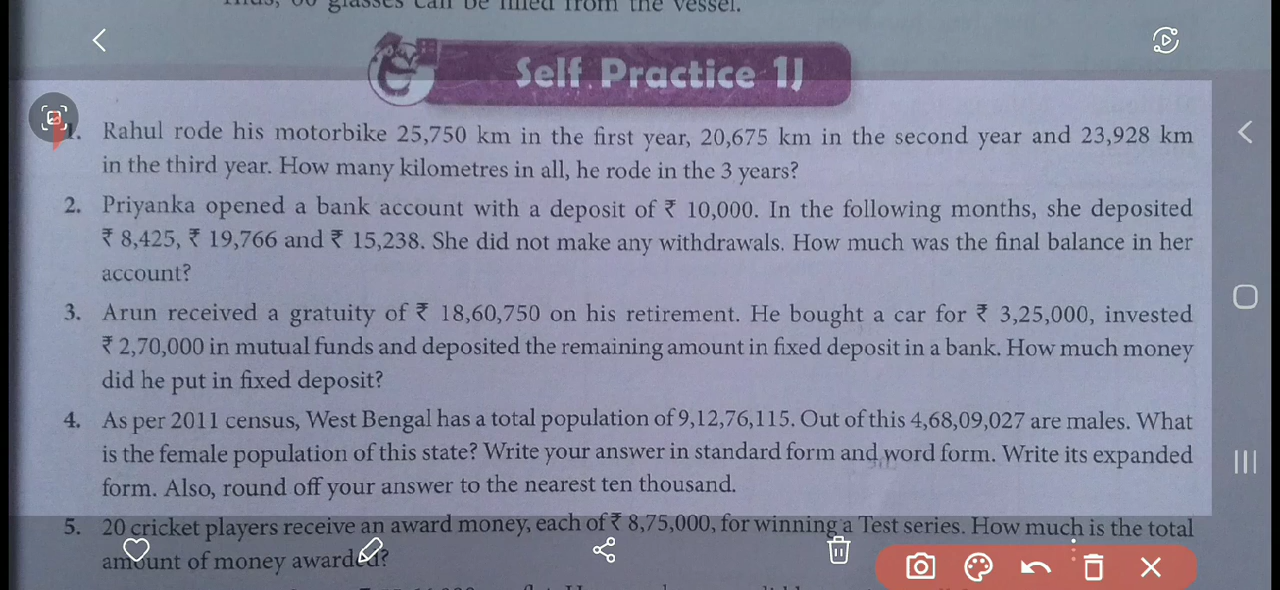 glasses can be filled from the vessel.
Self Practice 1J
1. Rahul rode his motorbike 25,750 km in the first year, 20,675 km in the second year and 23,928 km
in the third year. How many kilometres in all, he rode in the 3 years?
2. Priyanka opened a bank account with a deposit of ₹ 10,000. In the following months, she deposited
₹ 8,425, ₹ 19,766 and ₹ 15,238. She did not make any withdrawals. How much was the final balance in her
account?
3. Arun received a gratuity of ₹ 18,60,750 on his retirement. He bought a car for ₹ 3,25,000, invested
₹ 2,70,000 in mutual funds and deposited the remaining amount in fixed deposit in a bank. How much money
did he put in fixed deposit?
4. As per 2011 census, West Bengal has a total population of 9,12,76,115. Out of this 4,68,09,027 are males. What
is the female population of this state? Write your answer in standard form and word form. Write its expanded
form. Also, round off your answer to the nearest ten thousand.
5. 20 cricket players receive an award money, each of ₹ 8,75,000, for winning a Test series. How much is the total
amount of money awarded?